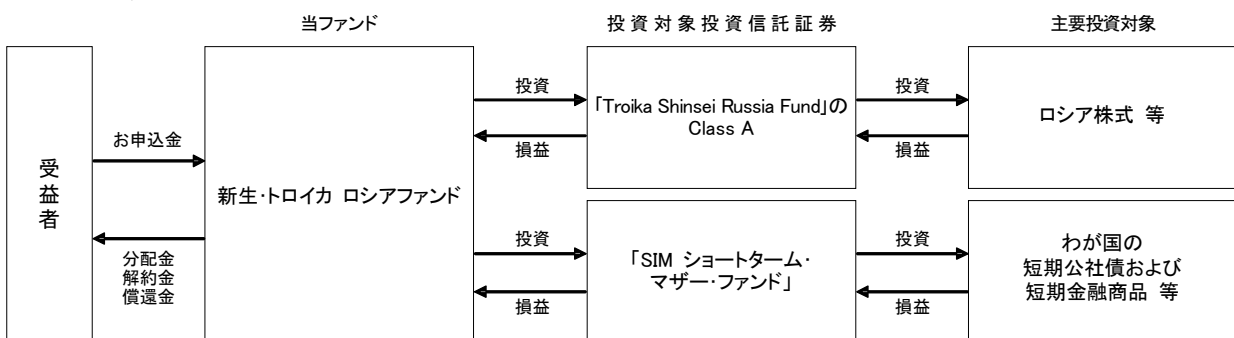 当ファンド
投資対象投資信託証券
主要投資対象
受益者
お申込金
分配金
解約金
償還金
新生・トロイカ ロシアファンド
投資
損益
「Troika Shinsei Russia Fund」の
Class A
投資
損益
ロシア株式 等
投資
損益
「SIM ショートターム・
マザー・ファンド」
投資
損益
わが国の
短期公社債および
短期金融商品 等